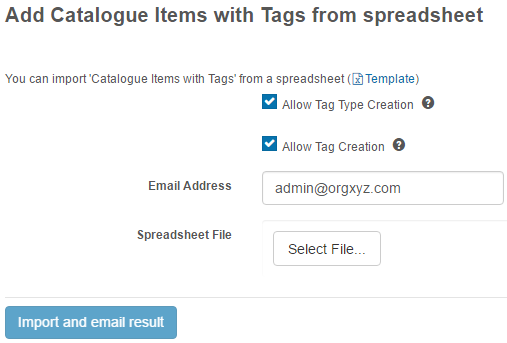 Add Catalogue Items with Tags from spreadsheet
You can import 'Catalogue Items with Tags' from a spreadsheet (Template)
Allow Tag Type Creation ?
Allow Tag Creation ?
Email Address admin@orgxyz.com
Spreadsheet File
Select File...
Import and email result